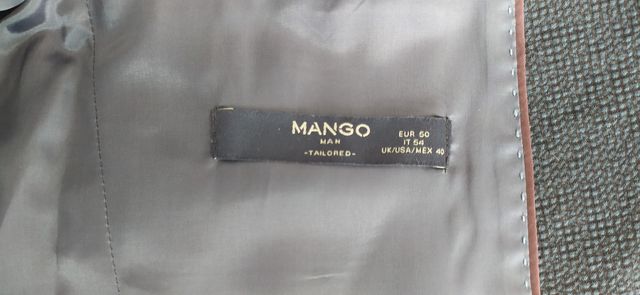 MANGO
MAN
-TAILORED-
EUR 50
IT 54
UK/USA/MEX 40